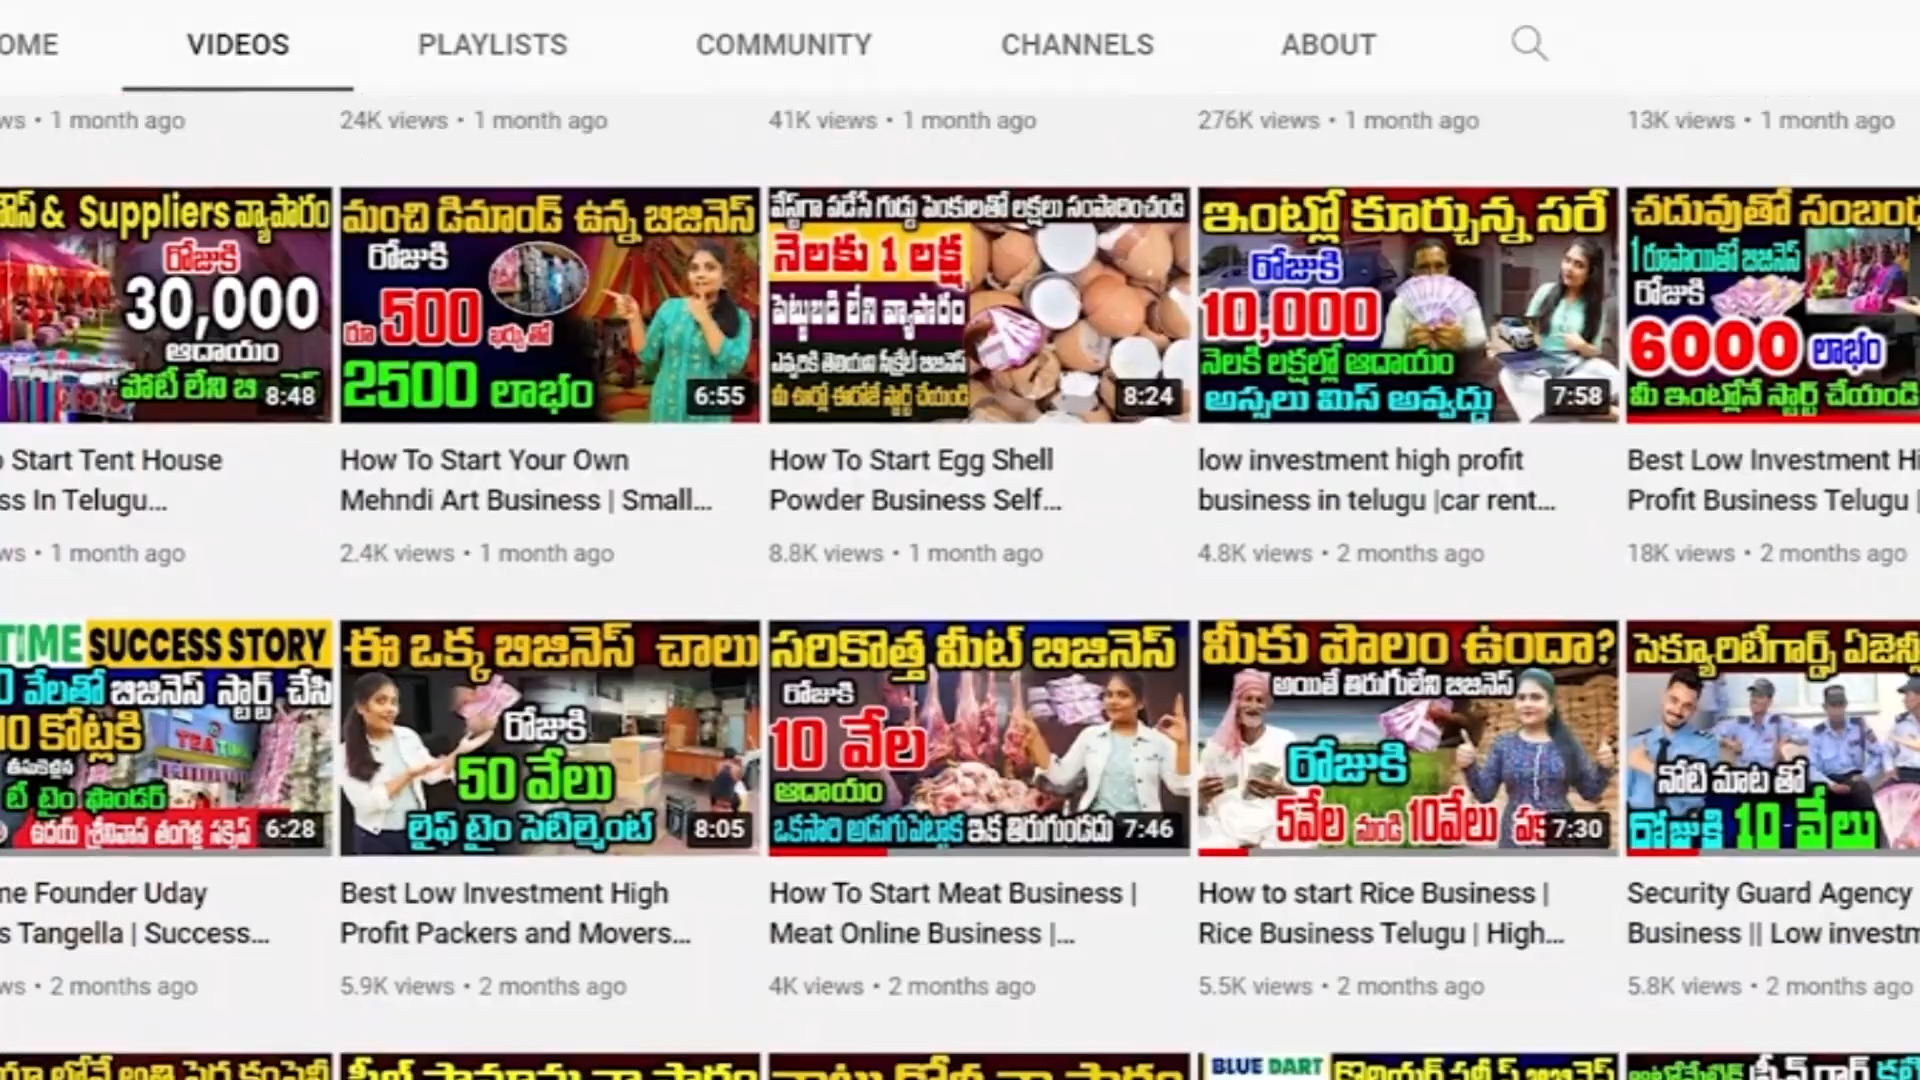 OME VIDEOS PLAYLISTS COMMUNITY CHANNELS ABOUT
ws • 1 month ago
24K views • 1 month ago
41K views • 1 month ago
276K views • 1 month ago
13K views • 1 month ago
& Suppliers వ్యాపారం
రోజుకి
30,000
ఆదాయం
పోటీ లేని బి
8:48
Start Tent House
ss In Telugu...
ws • 1 month ago
మంచి డిమాండ్ ఉన్న బిజినెస్
రోజుకి
రూ 500 ఖర్చుతో
2500 లాభం
6:55
How To Start Your Own
Mehndi Art Business | Small...
2.4K views • 1 month ago
వేస్ట్‌గా పడేసే గుడ్డు పెంకులతో లక్షలు సంపాదించండి
నెలకు 1 లక్ష
పెట్టుబడి లేని వ్యాపారం
ఎవ్వరికి తెలియని సీక్రెట్ బిజినెస్
మీ ఊర్లో ఈరోజే స్టార్ట్ చేయండి
8:24
How To Start Egg Shell
Powder Business Self...
8.8K views • 1 month ago
ఇంట్లో కూర్చున్న సరే
రోజుకి
10,000
నెలకి లక్షల్లో ఆదాయం
అస్సలు మిస్ అవ్వద్దు
7:58
low investment high profit
business in telugu |car rent...
4.8K views • 2 months ago
చదువుతో సంబంధ
1 రూపాయితో బిజినెస్
రోజుకి
6000 లాభం
మీ ఇంట్లోనే స్టార్ట్ చేయండి
Best Low Investment Hi
Profit Business Telugu |
18K views • 2 months ago
TIME SUCCESS STORY
0 వేలతో బిజినెస్ స్టార్ట్ చేసి
10 కోట్లకి
తీసుకెళ్లిన
టీ టైం ఫౌండర్
ఉదయ్ శ్రీనివాస్ తంగెళ్ల సక్సెస్
6:28
me Founder Uday
s Tangella | Success...
ws • 2 months ago
ఈ ఒక్క బిజినెస్ చాలు
రోజుకి
50 వేలు
లైఫ్ టైం సెటిల్మెంట్
8:05
Best Low Investment High
Profit Packers and Movers...
5.9K views • 2 months ago
సరికొత్త మీట్ బిజినెస్
రోజుకి
10 వేల
ఆదాయం
ఒకసారి అడుగుపెట్టాక ఇక తిరుగుండదు
7:46
How To Start Meat Business |
Meat Online Business |...
4K views • 2 months ago
మీకు పొలం ఉందా?
అయితే తిరుగులేని బిజినెస్
రోజుకి
5వేల నుండి 10వేలు
7:30
How to start Rice Business |
Rice Business Telugu | High...
5.5K views • 2 months ago
సెక్యూరిటీగార్డ్ ఏజెన్సీ
నోటి మాట తో
రోజుకి 10 వేలు
Security Guard Agency
Business || Low investm
5.8K views • 2 months ago
BLUE DART